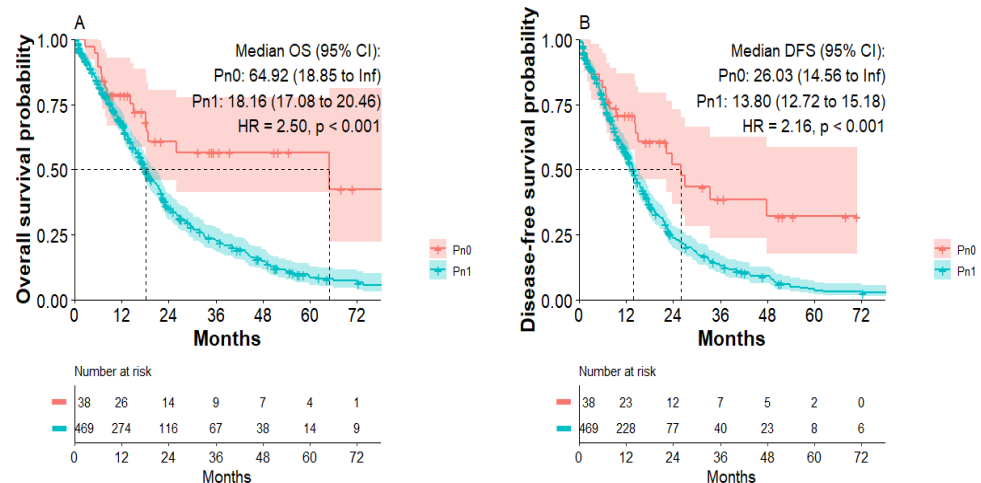 A
Overall survival probability
1.00
0.75
0.50
0.25
0.00
Median OS (95% CI):
Pn0: 64.92 (18.85 to Inf)
Pn1: 18.16 (17.08 to 20.46)
HR = 2.50, p < 0.001
Pn0
Pn1
0 12 24 36 48 60 72
Months
Number at risk
38 26 14 9 7 4 1
469 274 116 67 38 14 9
0 12 24 36 48 60 72
Months
B
Disease-free survival probability
1.00
0.75
0.50
0.25
0.00
Median DFS (95% CI):
Pn0: 26.03 (14.56 to Inf)
Pn1: 13.80 (12.72 to 15.18)
HR = 2.16, p < 0.001
Pn0
Pn1
0 12 24 36 48 60 72
Months
Number at risk
38 23 12 7 5 2 0
469 228 77 40 23 8 6
0 12 24 36 48 60 72
Months